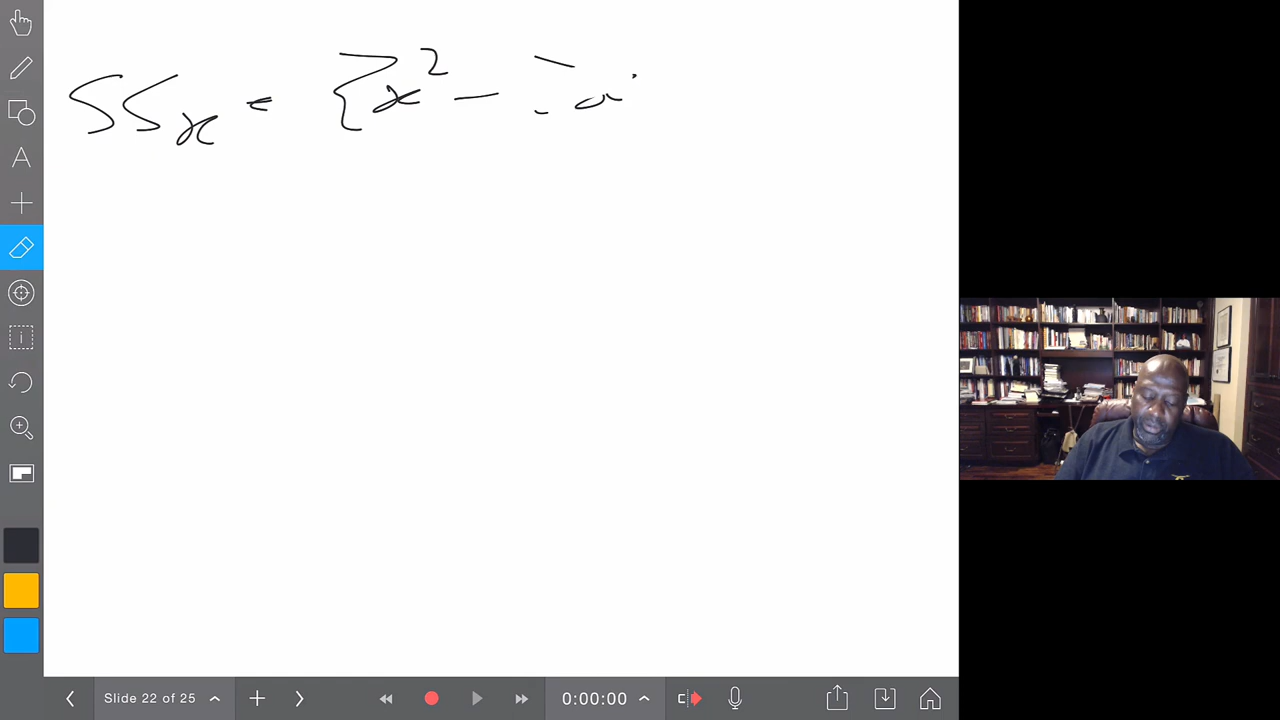 SSx = Σx² -
A
i
Slide 22 of 25
0:00:00